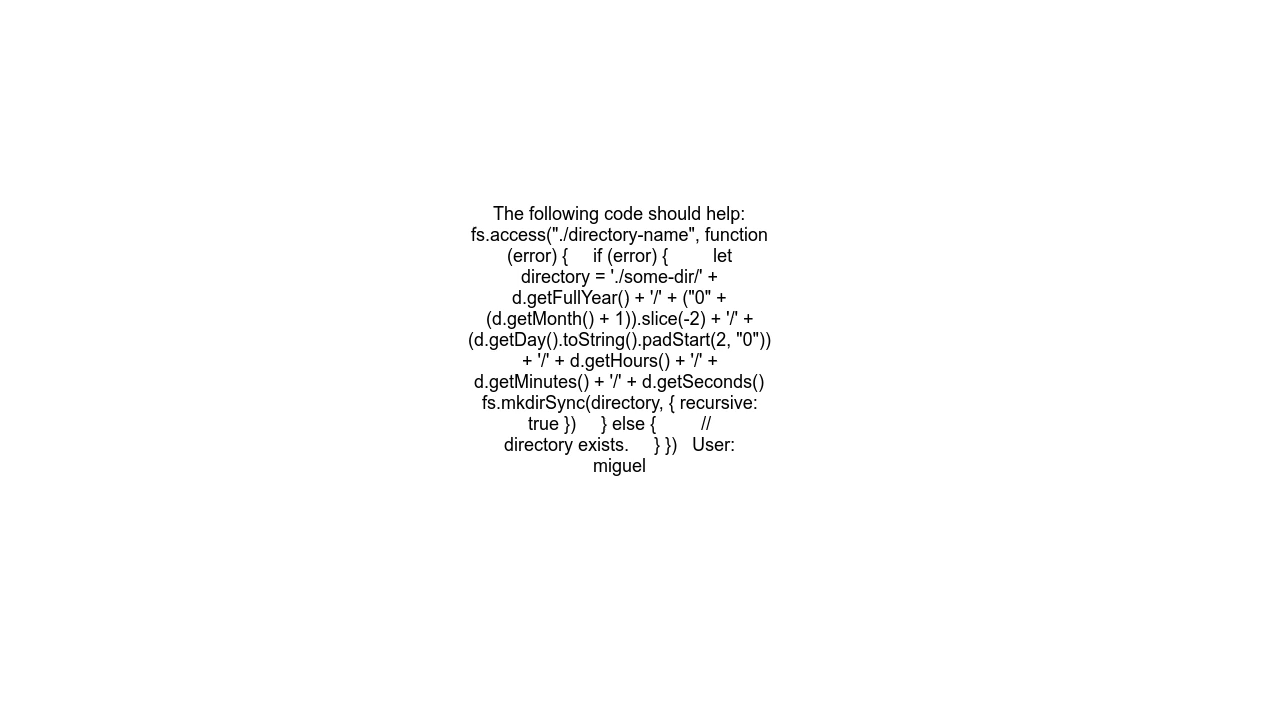 The following code should help:
fs.access("./directory-name", function
(error) {     if (error) {         let
directory = './some-dir/' +
d.getFullYear() + '/' + ("0" +
(d.getMonth() + 1)).slice(-2) + '/' +
(d.getDay().toString().padStart(2, "0"))
+ '/' + d.getHours() + '/' +
d.getMinutes() + '/' + d.getSeconds()
fs.mkdirSync(directory, { recursive:
true })     } else {         //
directory exists.     } })   User:
miguel